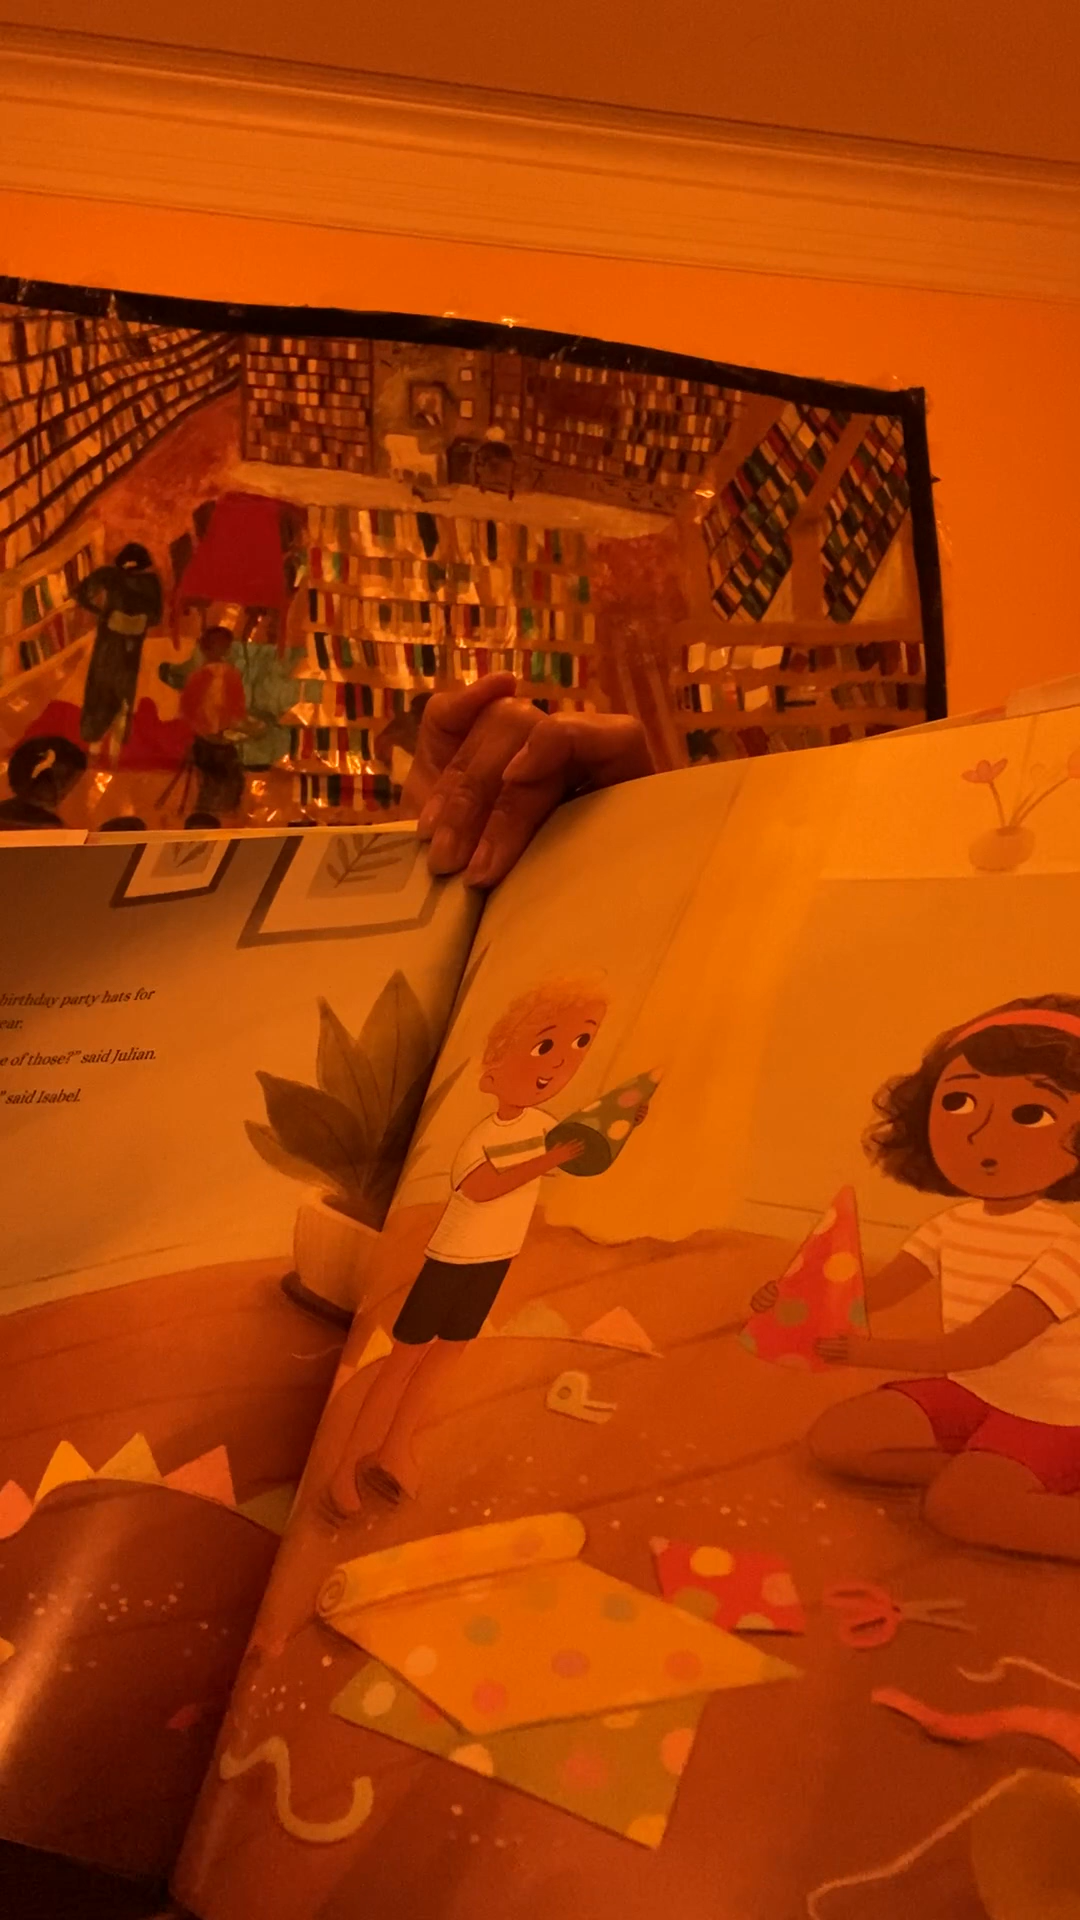 birthday party hats for
ear.
e of those?” said Julian.
” said Isabel.